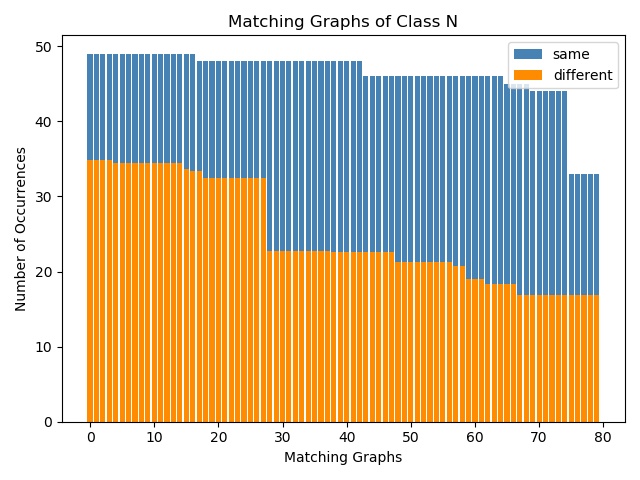 Matching Graphs of Class N
same
different
Number of Occurrences
50
40
30
20
10
0
0 10 20 30 40 50 60 70 80
Matching Graphs